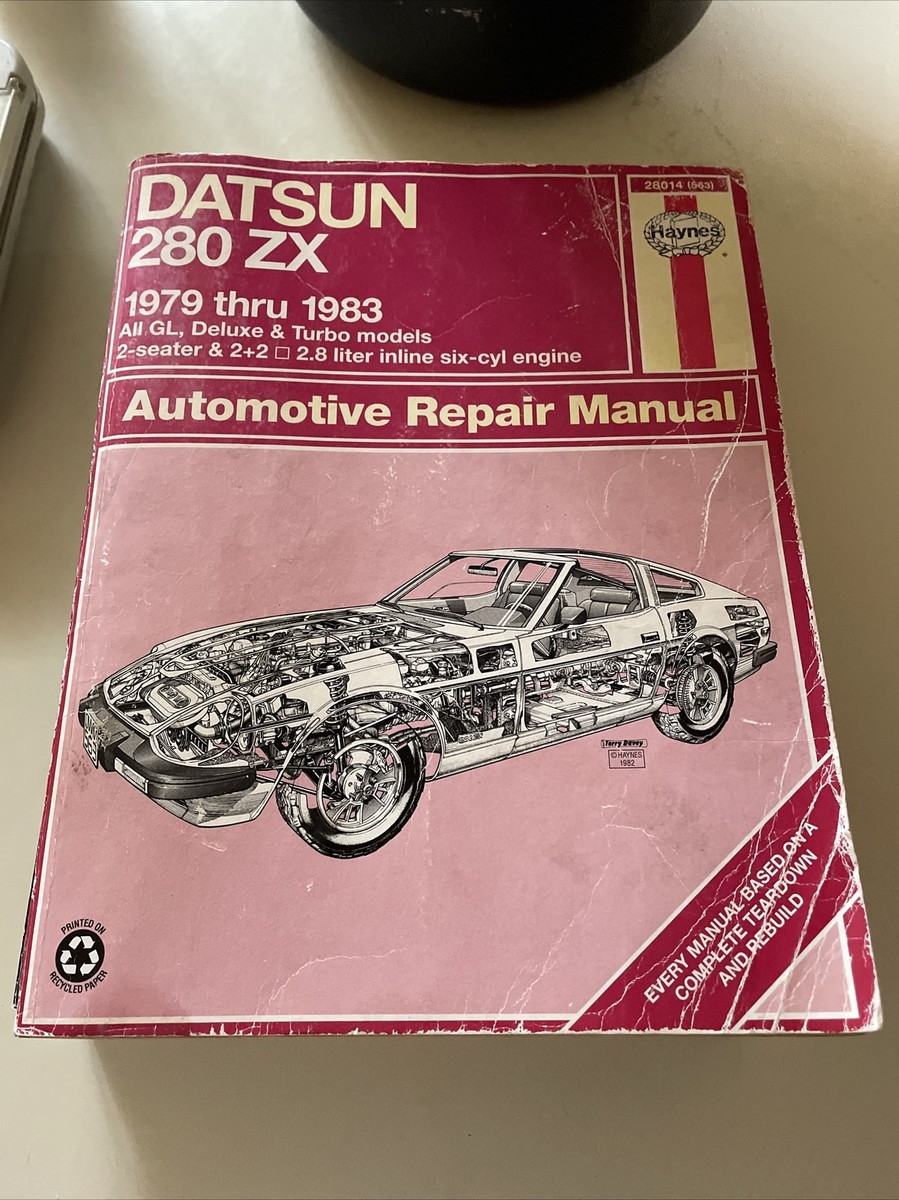 DATSUN
280 ZX
1979 thru 1983
All GL, Deluxe & Turbo models
2-seater & 2+2 □ 2.8 liter inline six-cyl engine
28014 (563)
Haynes
Automotive Repair Manual
Terry Davey
© HAYNES
1982
EVERY MANUAL BASED ON A
COMPLETE TEARDOWN
AND REBUILD
PRINTED ON
RECYCLED PAPER